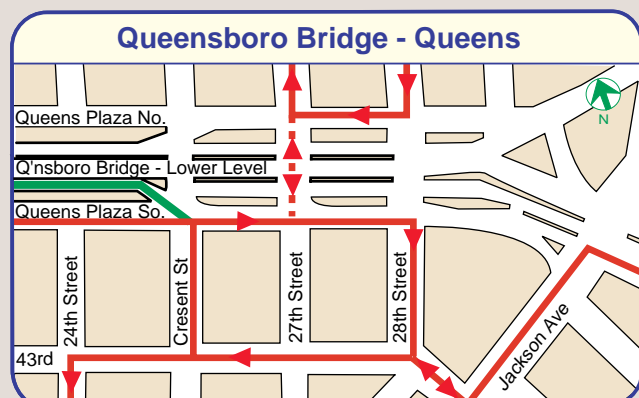 Queensboro Bridge - Queens
N
Queens Plaza No.
Q'nsboro Bridge - Lower Level
Queens Plaza So.
24th Street
Cresent St
27th Street
28th Street
43rd
Jackson Ave